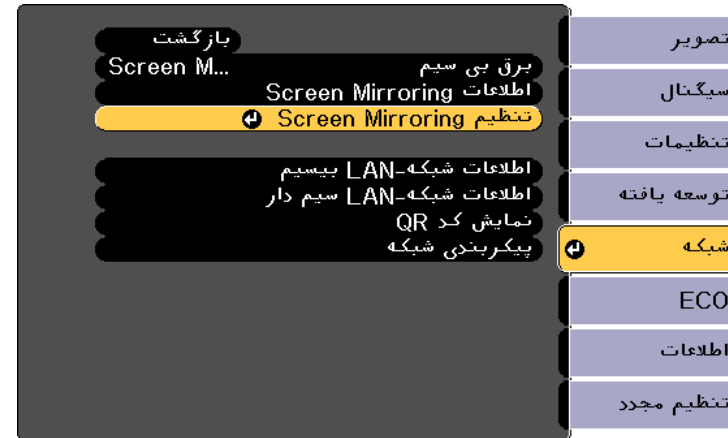 بازگشت
برق بی سیم Screen M...
اطلاعات Screen Mirroring
تنظیم Screen Mirroring
اطلاعات شبکه-LAN بیسیم
اطلاعات شبکه-LAN سیم دار
نمایش کد QR
پیکربندی شبکه
تصویر
سیگنال
تنظیمات
توسعه یافته
شبکه
ECO
اطلاعات
تنظیم مجدد